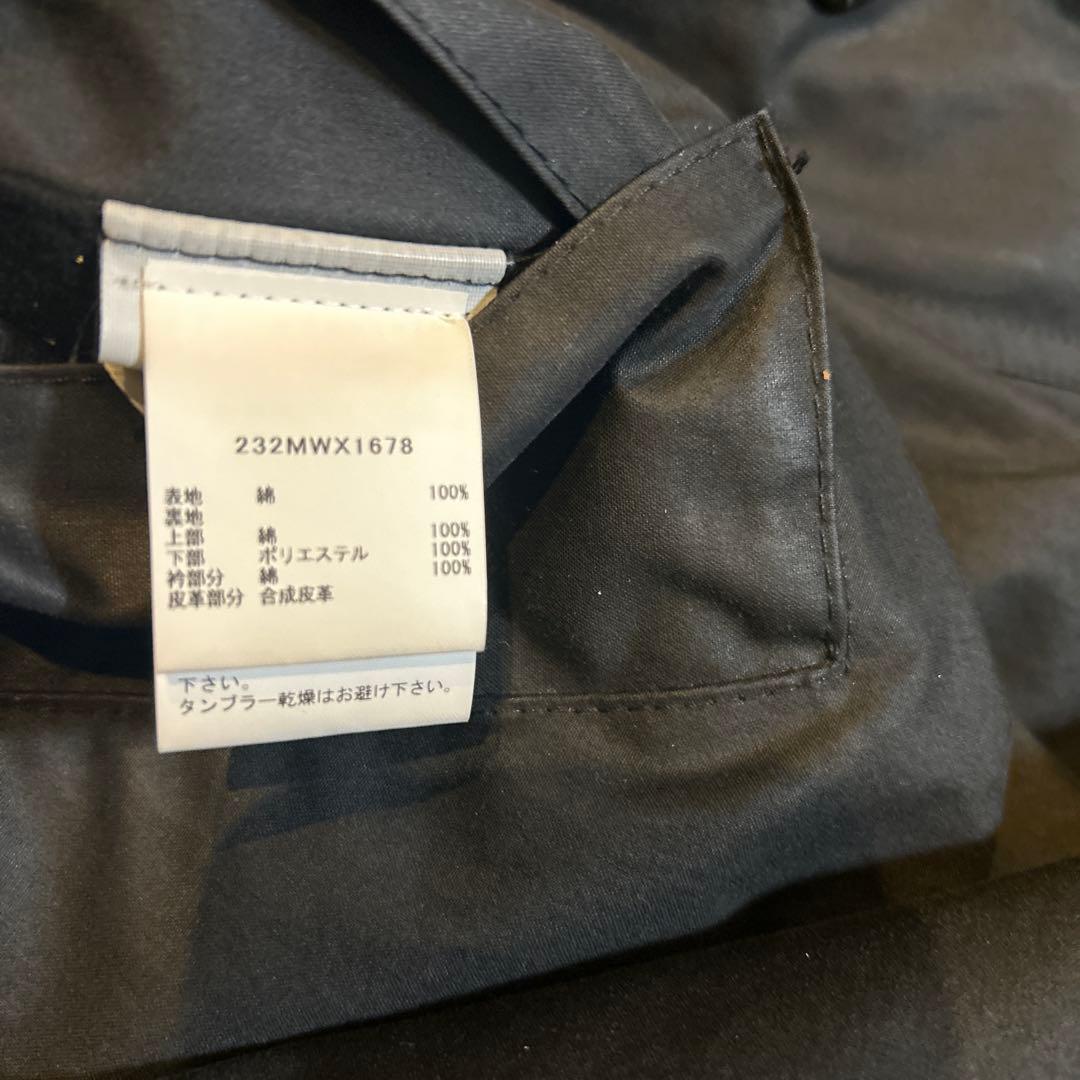 232MWX1678
表地 綿 100%
裏地
上部 綿 100%
下部 ポリエステル 100%
衿部分 綿 100%
皮革部分 合成皮革
下さい。
タンブラー乾燥はお避け下さい。